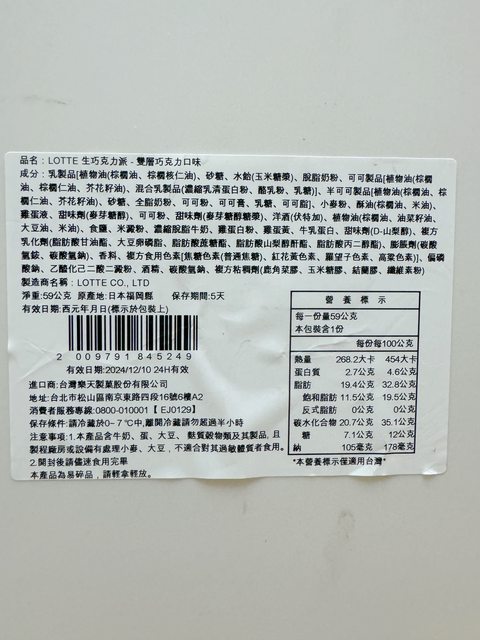 品名：LOTTE 生巧克力派 - 雙層巧克力口味
成分：乳製品[植物油(棕櫚油、棕櫚核仁油)、砂糖、水飴(玉米糖漿)、脫脂奶粉、可可製品[植物油(棕櫚
油、棕櫚仁油、芥花籽油)、混合乳製品(濃縮乳清蛋白粉、酪乳粉、乳糖)]、半可可製品[植物油(棕櫚油、棕
仁油、芥花籽油)、砂糖、全脂奶粉、可可粉、可可膏、乳糖、可可脂]、小麥粉、酥油(棕櫚油、米油)、
雞蛋液、甜味劑(麥芽糖醇)、可可粉、甜味劑(麥芽糖醇糖漿)、洋酒(伏特加)、植物油(棕櫚油、油菜籽油、
大豆油、米油)、食鹽、米澱粉、濃縮脫脂牛奶、雞蛋白粉、雞蛋黃、牛乳蛋白、甜味劑(D-山梨醇)、複方
乳化劑(脂肪酸甘油酯、大豆卵磷脂、脂肪酸蔗糖酯、脂肪酸山梨醇酐酯、脂肪酸丙二醇酯)、膨脹劑(碳酸
氫銨、碳酸氫鈉)、香料、複方食用色素[焦糖色素(普通焦糖)、紅花黃色素、羅望子色素、高粱色素)]、偏磷
酸鈉、乙醯化己二酸二澱粉、酒精、碳酸氫鈉、複方粘稠劑(鹿角菜膠、玉米糖膠、結蘭膠、纖維素粉)
製造商名稱：LOTTE CO., LTD
淨重:59公克 原產地:日本福岡縣 保存期間:5天
有效日期:西元年月日(標示於包裝上)
2 009791 845249
有效日期:2024/12/10 24H有效
進口商:台灣樂天製菓股份有限公司
地址:台北市松山區南京東路四段16號6樓A2
消費者服務專線:0800-010001【EJ0129】
保存條件:請冷藏於0~7℃中,離開冷藏請勿超過半小時
注意事項:1.本產品含牛奶、蛋、大豆、 麩質穀物類及其製品，且
製程廠房或設備有處理小麥、大豆，不適合對其過敏體質者食用。
2.開封後請儘速食用完畢
本產品為易碎品，請輕拿輕放。
營 養 標 示
每一份量59公克
本包裝含1份
每份 每100公克
熱量 268.2大卡 454大卡
蛋白質 2.7公克 4.6公克
脂肪 19.4公克 32.8公克
飽和脂肪 11.5公克 19.5公克
反式脂肪 0公克 0公克
碳水化合物 20.7公克 35.1公克
糖 7.1公克 12公克
鈉 105毫克 178毫克
*本營養標示僅適用台灣*